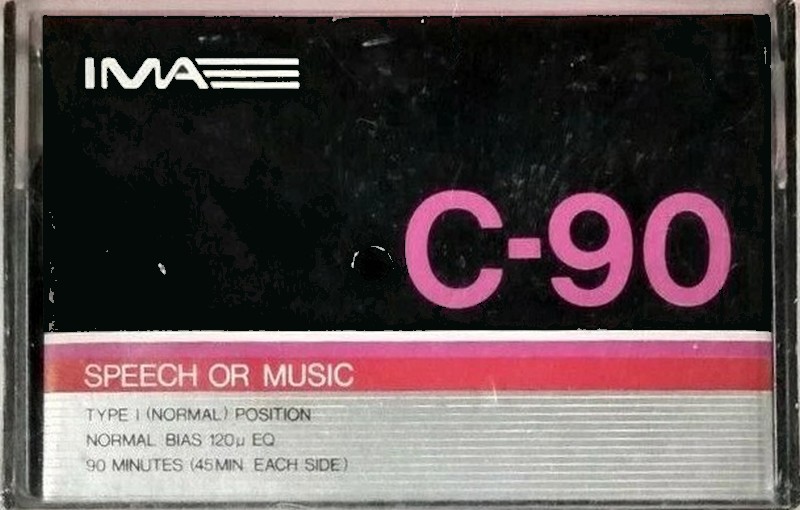 IMA
C-90
SPEECH OR MUSIC
TYPE I (NORMAL) POSITION
NORMAL BIAS 120µ EQ
90 MINUTES (45MIN EACH SIDE)